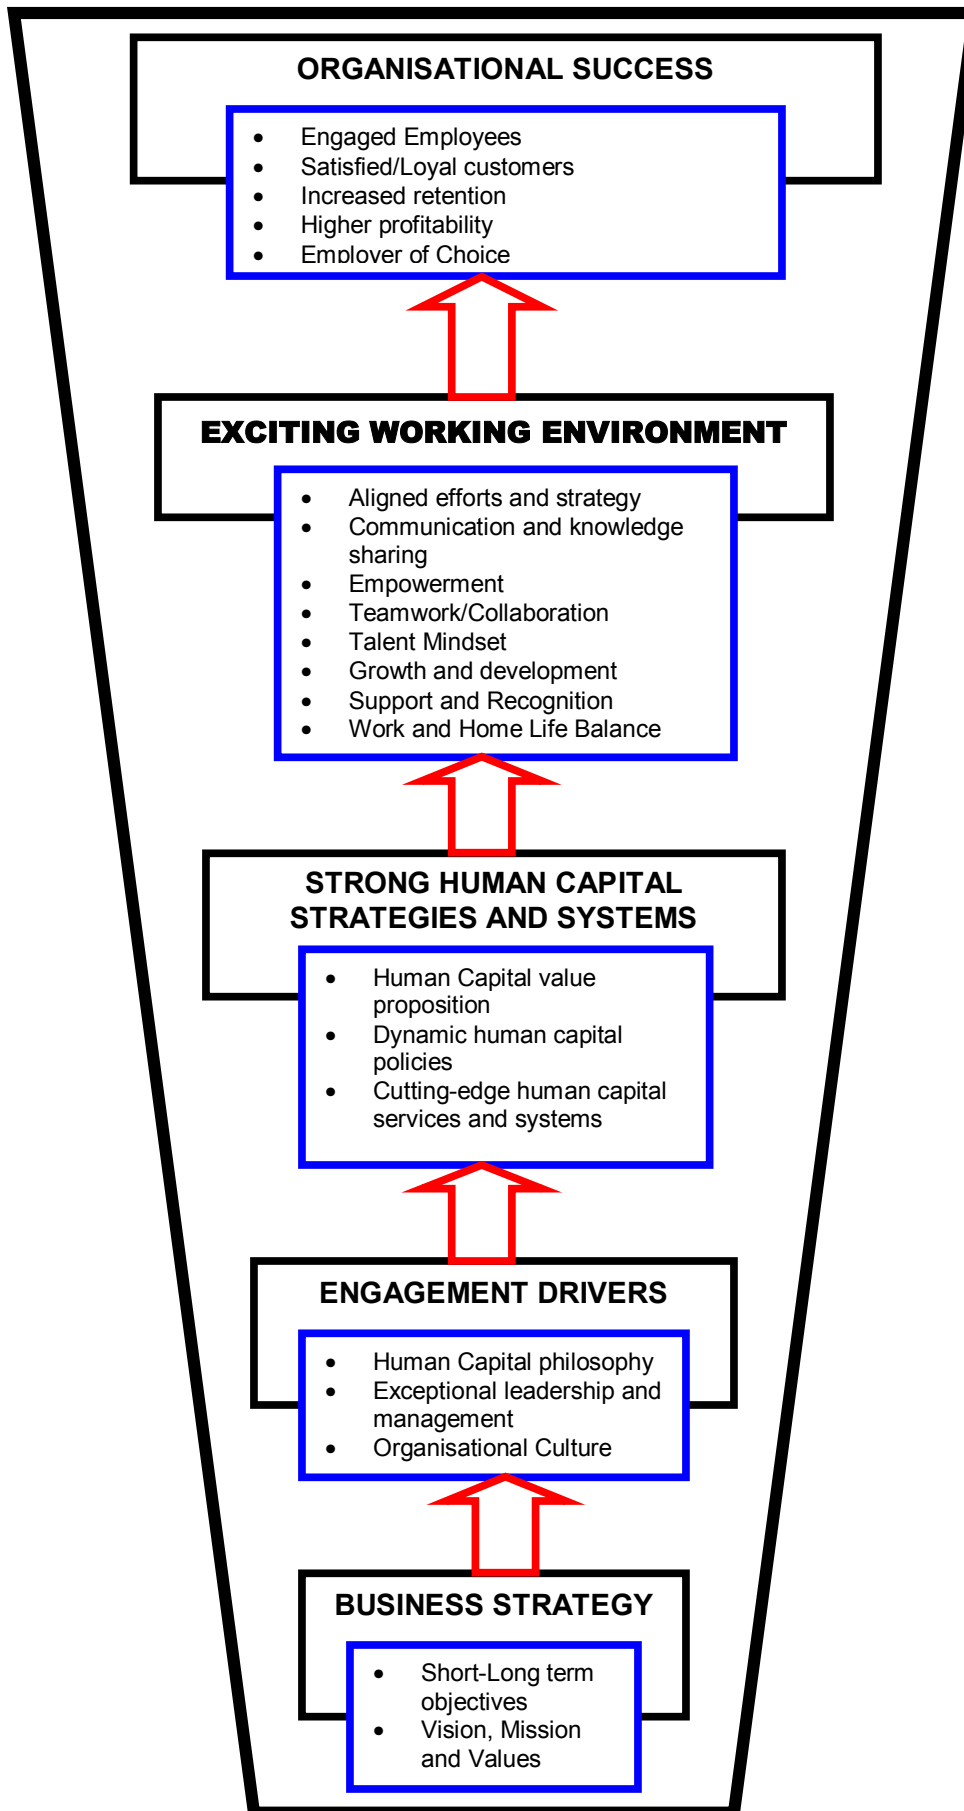 ORGANISATIONAL SUCCESS
• Engaged Employees
• Satisfied/Loyal customers
• Increased retention
• Higher profitability
• Employer of Choice
EXCITING WORKING ENVIRONMENT
• Aligned efforts and strategy
• Communication and knowledge
sharing
• Empowerment
• Teamwork/Collaboration
• Talent Mindset
• Growth and development
• Support and Recognition
• Work and Home Life Balance
STRONG HUMAN CAPITAL
STRATEGIES AND SYSTEMS
• Human Capital value
proposition
• Dynamic human capital
policies
• Cutting-edge human capital
services and systems
ENGAGEMENT DRIVERS
• Human Capital philosophy
• Exceptional leadership and
management
• Organisational Culture
BUSINESS STRATEGY
• Short-Long term
objectives
• Vision, Mission
and Values